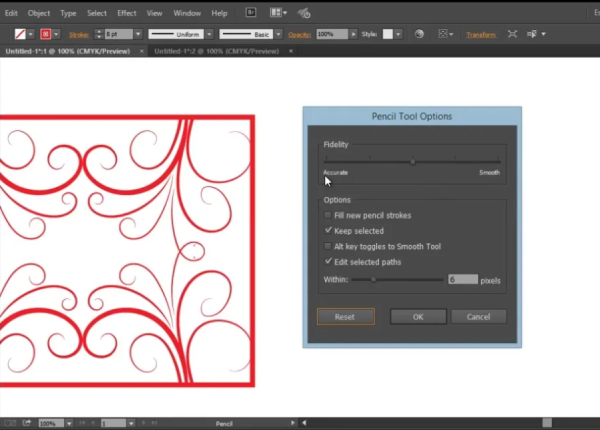 Edit Object Type Select Effect View Window Help Br
Stroke: 8 pt Uniform Basic Opacity: 100% Style: Transform
Untitled-1*:1 @ 100% (CMYK/Preview) × Untitled-1*:2 @ 100% (CMYK/Preview) ×
Pencil Tool Options
Fidelity
Accurate Smooth
Options
Fill new pencil strokes
Keep selected
Alt key toggles to Smooth Tool
Edit selected paths
Within: 6 pixels
Reset OK Cancel
100% 1 Pencil